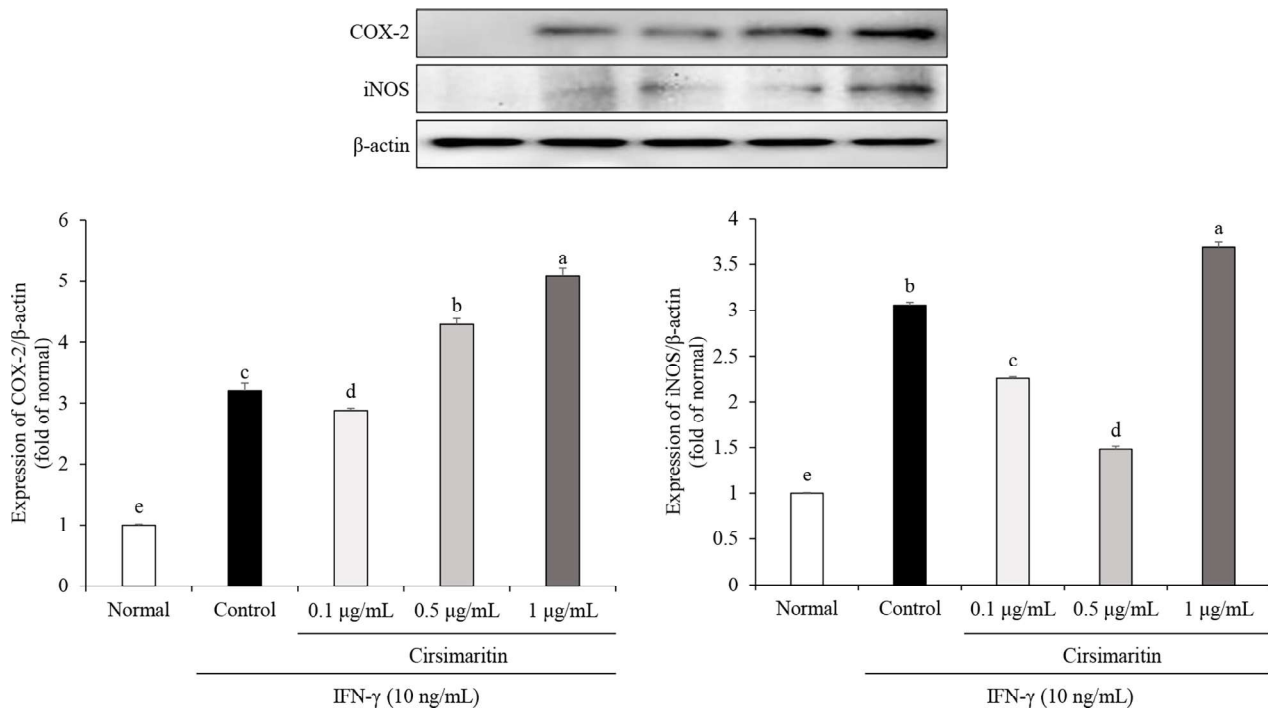 COX-2
iNOS
β-actin
Expression of COX-2/β-actin
(fold of normal)
6
5
4
3
2
1
0
e
c
d
b
a
Normal
Control
0.1 μg/mL
0.5 μg/mL
1 μg/mL
Cirsimaritin
IFN-γ (10 ng/mL)
Expression of iNOS/β-actin
(fold of normal)
4
3.5
3
2.5
2
1.5
1
0.5
0
e
b
c
d
a
Normal
Control
0.1 μg/mL
0.5 μg/mL
1 μg/mL
Cirsimaritin
IFN-γ (10 ng/mL)